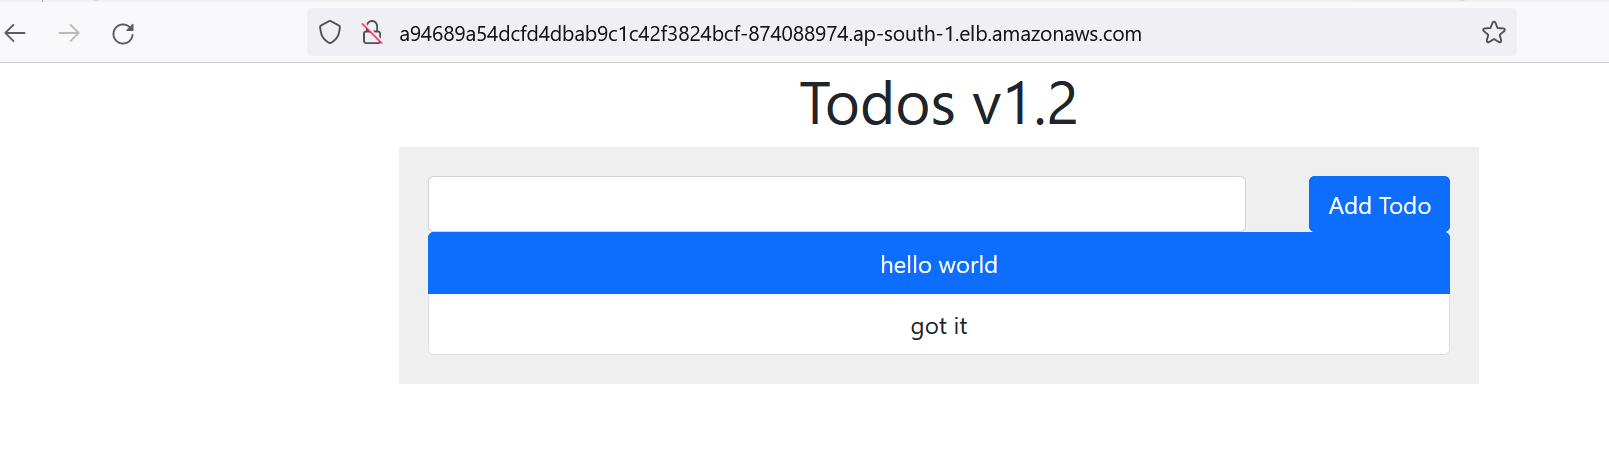 a94689a54dcfd4dbab9c1c42f3824bcf-874088974.ap-south-1.elb.amazonaws.com
Todos v1.2
Add Todo
hello world
got it